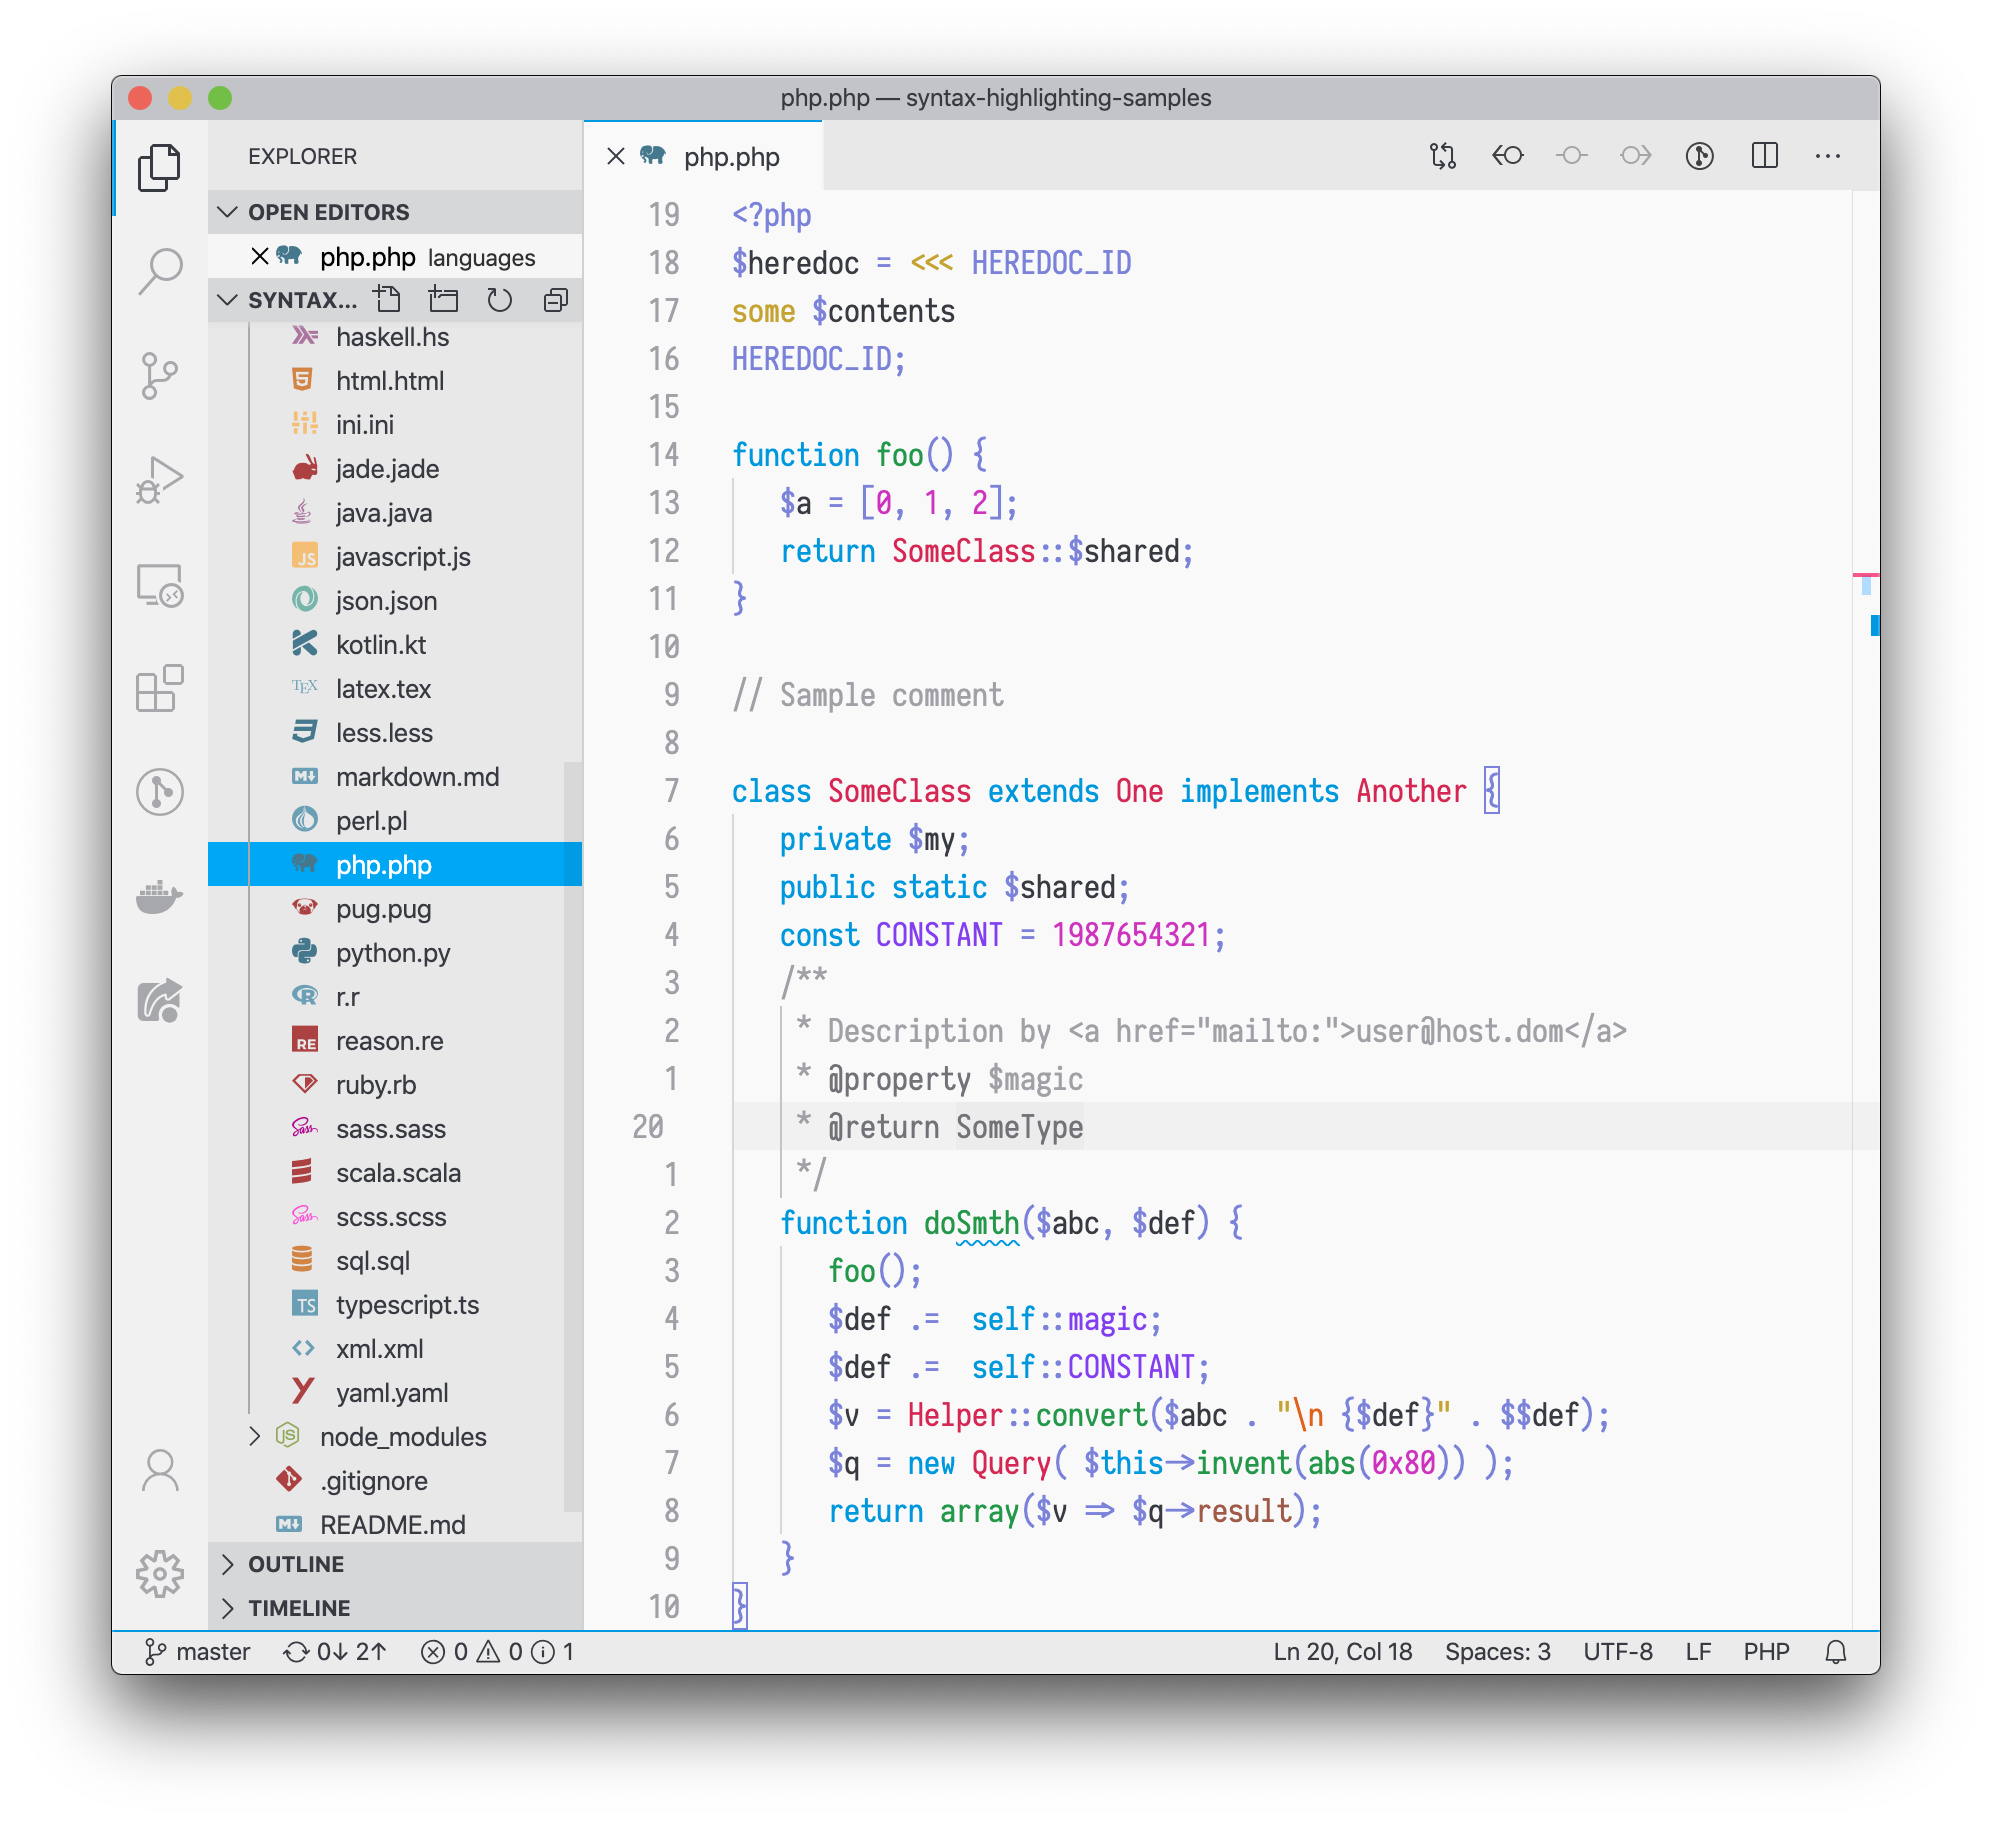 php.php — syntax-highlighting-samples
EXPLORER
OPEN EDITORS
php.php languages
SYNTAX...
haskell.hs
html.html
ini.ini
jade.jade
java.java
JS javascript.js
json.json
kotlin.kt
TEX latex.tex
less.less
M markdown.md
perl.pl
php.php
pug.pug
python.py
R r.r
RE reason.re
ruby.rb
Sass sass.sass
scala.scala
Sass scss.scss
sql.sql
TS typescript.ts
xml.xml
Y yaml.yaml
JS node_modules
.gitignore
M README.md
OUTLINE
TIMELINE
php.php
19 <?php
18 $heredoc = <<< HEREDOC_ID
17 some $contents
16 HEREDOC_ID;
15
14 function foo() {
13 $a = [0, 1, 2];
12 return SomeClass::$shared;
11 }
10
9 // Sample comment
8
7 class SomeClass extends One implements Another {
6 private $my;
5 public static $shared;
4 const CONSTANT = 1987654321;
3 /**
2 * Description by <a href="mailto:">user@host.dom</a>
1 * @property $magic
20 * @return SomeType
1 */
2 function doSmth($abc, $def) {
3 foo();
4 $def .= self::magic;
5 $def .= self::CONSTANT;
6 $v = Helper::convert($abc . "\n {$def}" . $$def);
7 $q = new Query( $this->invent(abs(0x80)) );
8 return array($v => $q->result);
9 }
10 }
master 0↓ 2↑ 0 0 1 Ln 20, Col 18 Spaces: 3 UTF-8 LF PHP